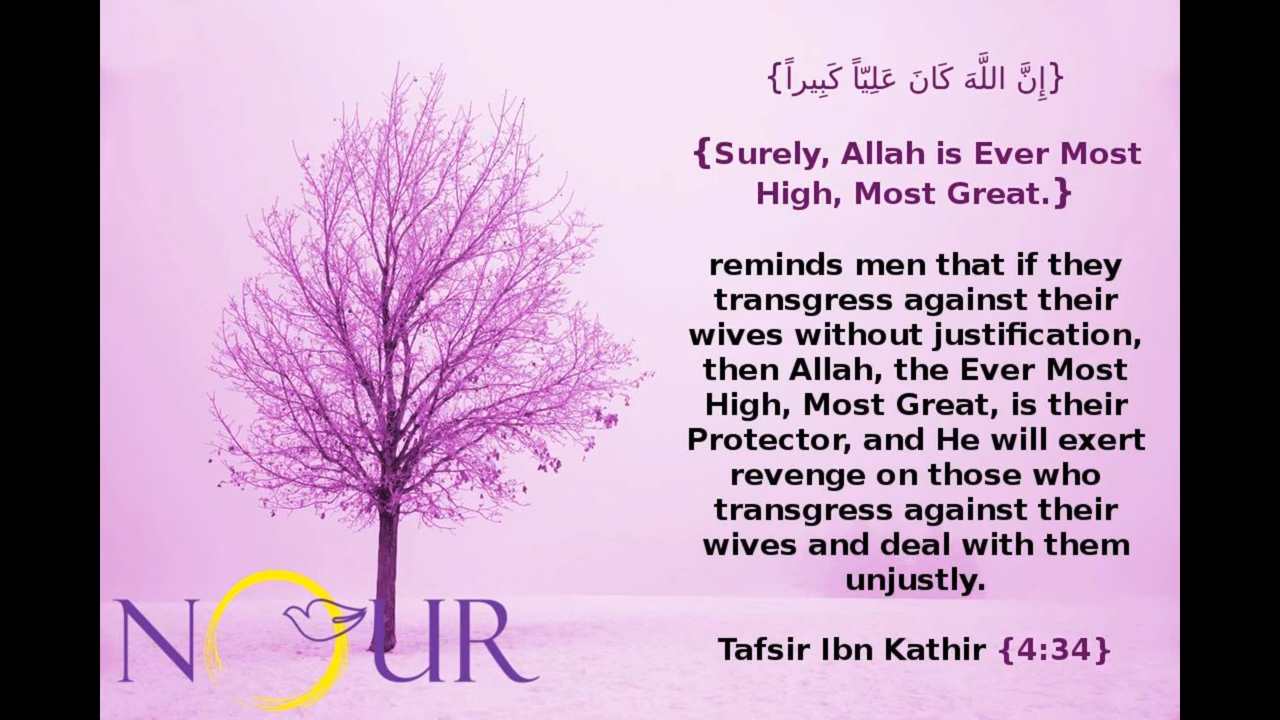 {إِنَّ اللَّهَ كَانَ عَلِيّاً كَبِيراً}
{Surely, Allah is Ever Most
High, Most Great.}
reminds men that if they
transgress against their
wives without justification,
then Allah, the Ever Most
High, Most Great, is their
Protector, and He will exert
revenge on those who
transgress against their
wives and deal with them
unjustly.
Tafsir Ibn Kathir {4:34}
NOUR